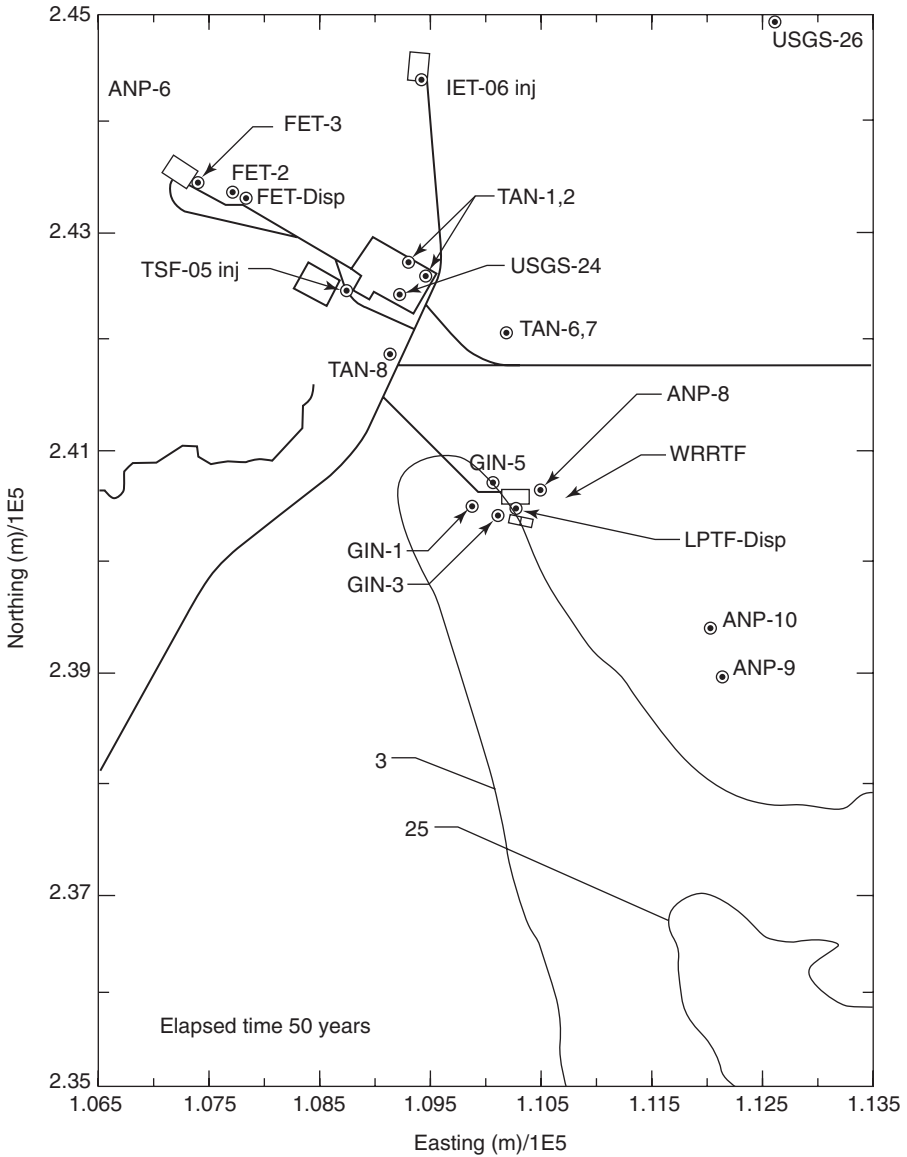 2.45
USGS-26
ANP-6
IET-06 inj
FET-3
FET-2
FET-Disp
TAN-1,2
2.43
TSF-05 inj
USGS-24
TAN-6,7
TAN-8
ANP-8
2.41
GIN-5
WRRTF
LPTF-Disp
GIN-1
GIN-3
ANP-10
ANP-9
2.39
3
25
2.37
Elapsed time 50 years
2.35
1.065 1.075 1.085 1.095 1.105 1.115 1.125 1.135
Easting (m)/1E5
Northing (m)/1E5